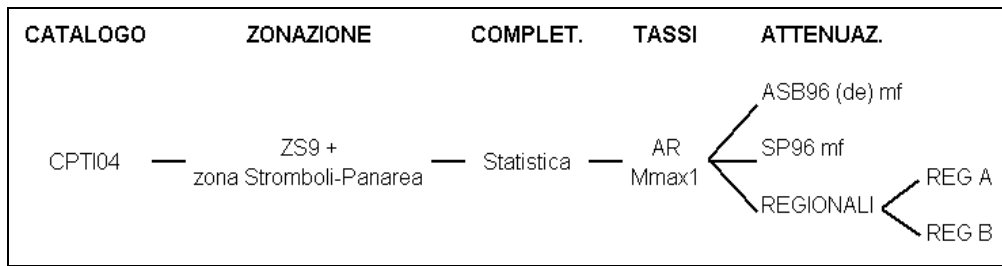 CATALOGO ZONAZIONE COMPLET. TASSI ATTENUAZ.
ASB96 (de) mf
CPTI04
ZS9 +
zona Stromboli-Panarea
Statistica
AR
Mmax1
SP96 mf
REGIONALI
REG A
REG B